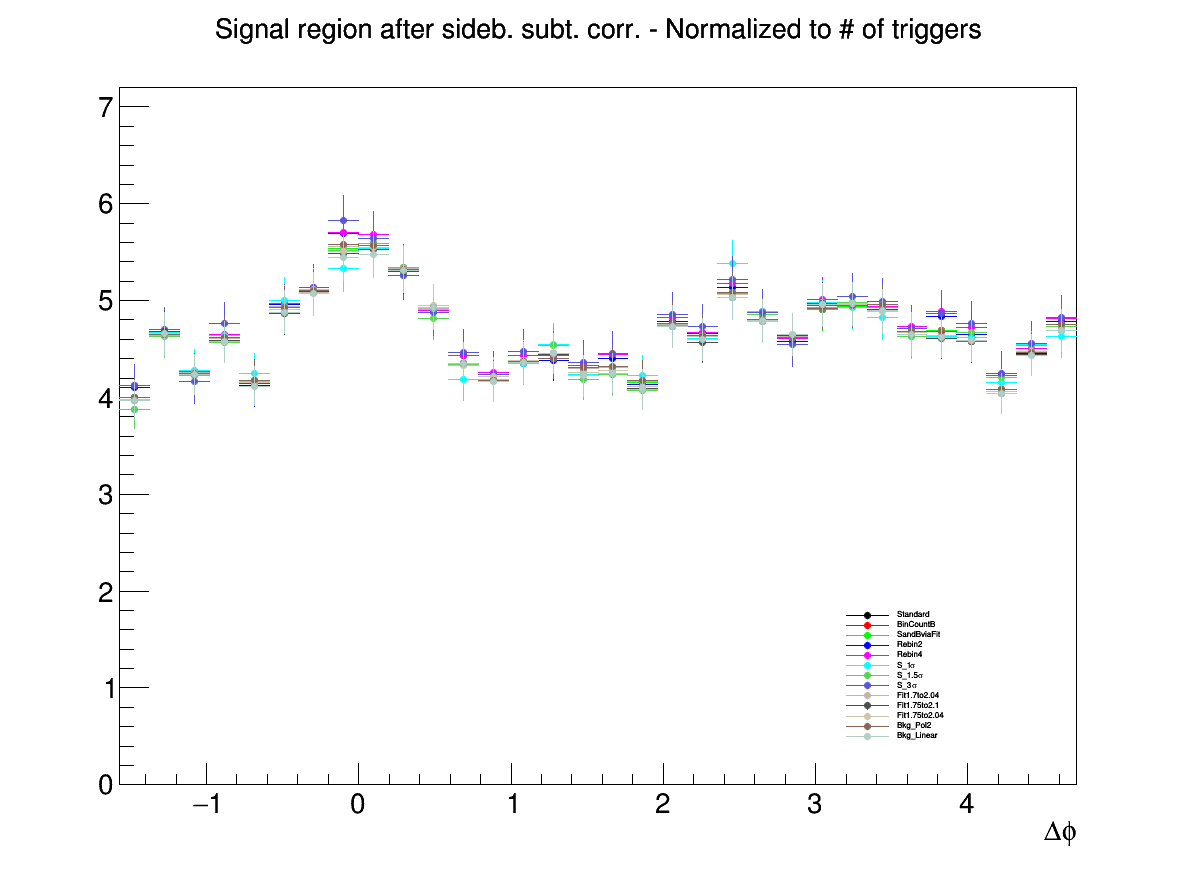 Signal region after sideb. subt. corr. - Normalized to # of triggers
7
6
5
4
3
2
1
0
−1 0 1 2 3 4
Δϕ
Standard
BinCountB
SandBviaFit
Rebin2
Rebin4
S_1σ
S_1.5σ
S_3σ
Fit1.7to2.04
Fit1.75to2.1
Fit1.75to2.04
Bkg_Pol2
Bkg_Linear